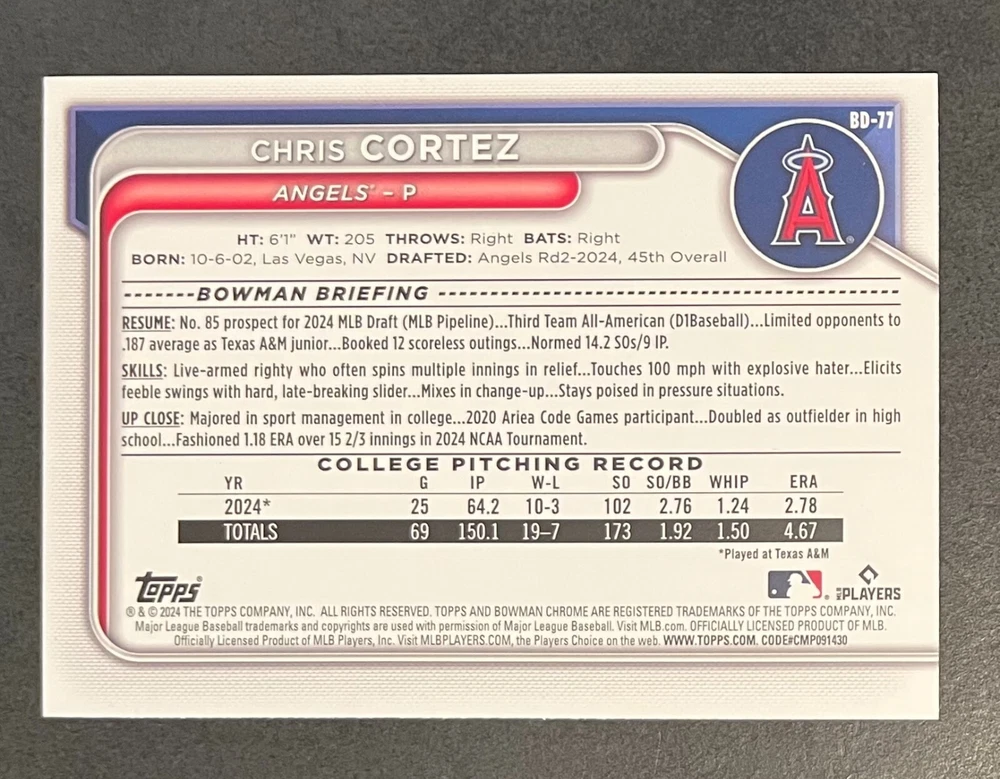 BD-77
CHRIS CORTEZ
ANGELS® – P
A
HT: 6'1" WT: 205 THROWS: Right BATS: Right
BORN: 10-6-02, Las Vegas, NV DRAFTED: Angels Rd2-2024, 45th Overall
BOWMAN BRIEFING
RESUME: No. 85 prospect for 2024 MLB Draft (MLB Pipeline)...Third Team All-American (D1Baseball)...Limited opponents to
.187 average as Texas A&M junior...Booked 12 scoreless outings...Normed 14.2 SOs/9 IP.
SKILLS: Live-armed righty who often spins multiple innings in relief...Touches 100 mph with explosive hater...Elicits
feeble swings with hard, late-breaking slider...Mixes in change-up...Stays poised in pressure situations.
UP CLOSE: Majored in sport management in college...2020 Ariea Code Games participant...Doubled as outfielder in high
school...Fashioned 1.18 ERA over 15 2/3 innings in 2024 NCAA Tournament.
COLLEGE PITCHING RECORD
YR G IP W-L SO SO/BB WHIP ERA
2024* 25 64.2 10-3 102 2.76 1.24 2.78
TOTALS 69 150.1 19–7 173 1.92 1.50 4.67
*Played at Texas A&M
Topps® MLB PLAYERS
® & © 2024 THE TOPPS COMPANY, INC. ALL RIGHTS RESERVED. TOPPS AND BOWMAN CHROME ARE REGISTERED TRADEMARKS OF THE TOPPS COMPANY, INC.
Major League Baseball trademarks and copyrights are used with permission of Major League Baseball. Visit MLB.com. OFFICIALLY LICENSED PRODUCT OF MLB.
Officially Licensed Product of MLB Players, Inc. Visit MLBPLAYERS.COM, the Players Choice on the web. WWW.TOPPS.COM. CODE#CMP091430